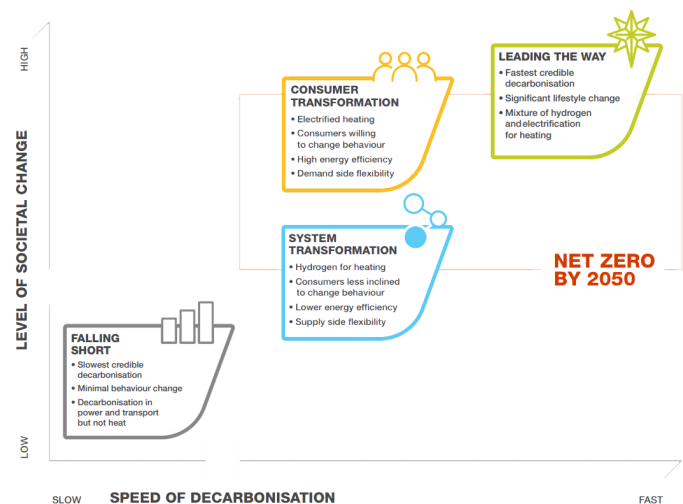 HIGH
LEVEL OF SOCIETAL CHANGE
LOW
LEADING THE WAY
• Fastest credible
decarbonisation
• Significant lifestyle change
• Mixture of hydrogen
and electrification
for heating
CONSUMER
TRANSFORMATION
• Electrified heating
• Consumers willing
to change behaviour
• High energy efficiency
• Demand side flexibility
SYSTEM
TRANSFORMATION
• Hydrogen for heating
• Consumers less inclined
to change behaviour
• Lower energy efficiency
• Supply side flexibility
NET ZERO
BY 2050
FALLING
SHORT
• Slowest credible
decarbonisation
• Minimal behaviour change
• Decarbonisation in
power and transport
but not heat
SLOW
SPEED OF DECARBONISATION
FAST